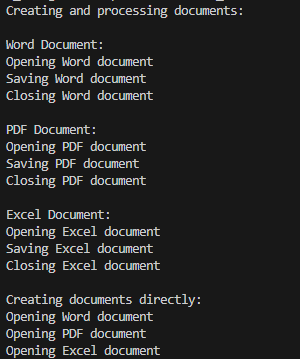 Creating and processing documents:
Word Document:
Opening Word document
Saving Word document
Closing Word document
PDF Document:
Opening PDF document
Saving PDF document
Closing PDF document
Excel Document:
Opening Excel document
Saving Excel document
Closing Excel document
Creating documents directly:
Opening Word document
Opening PDF document
Opening Excel document